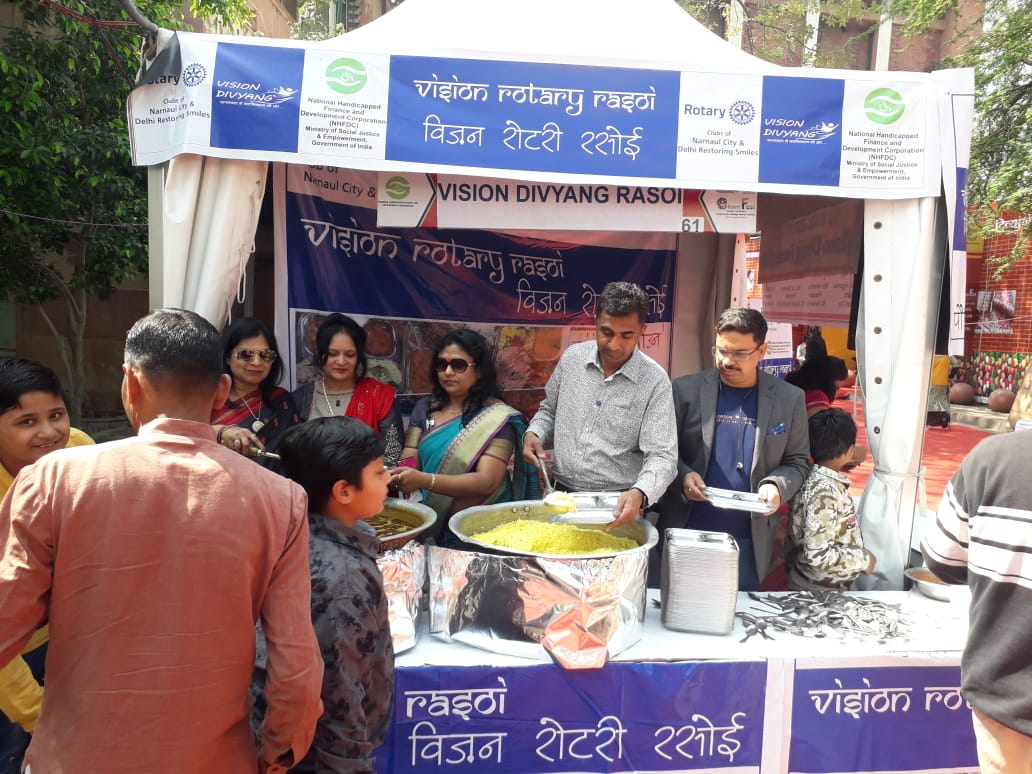 Rotary
Clubs of
Narnaul City &
Delhi Restoring Smiles
VISION
DIVYANG
National Handicapped
Finance and
Development Corporation
(NHFDC)
Ministry of Social Justice
& Empowerment,
Government of India
vision rotary rasoi
विज़न रोटरी रसोई
Rotary
Clubs of
Narnaul City &
Delhi Restoring Smiles
VISION
DIVYANG
National Handicapped
Finance and
Development Corporation
(NHFDC)
Ministry of Social Justice
& Empowerment,
Government of India
Narnaul City &
VISION DIVYANG RASOI
61
vision rotary rasoi
विज़न रोटरी रसोई
rasoi
विज़न रोटरी रसोई
vision rot